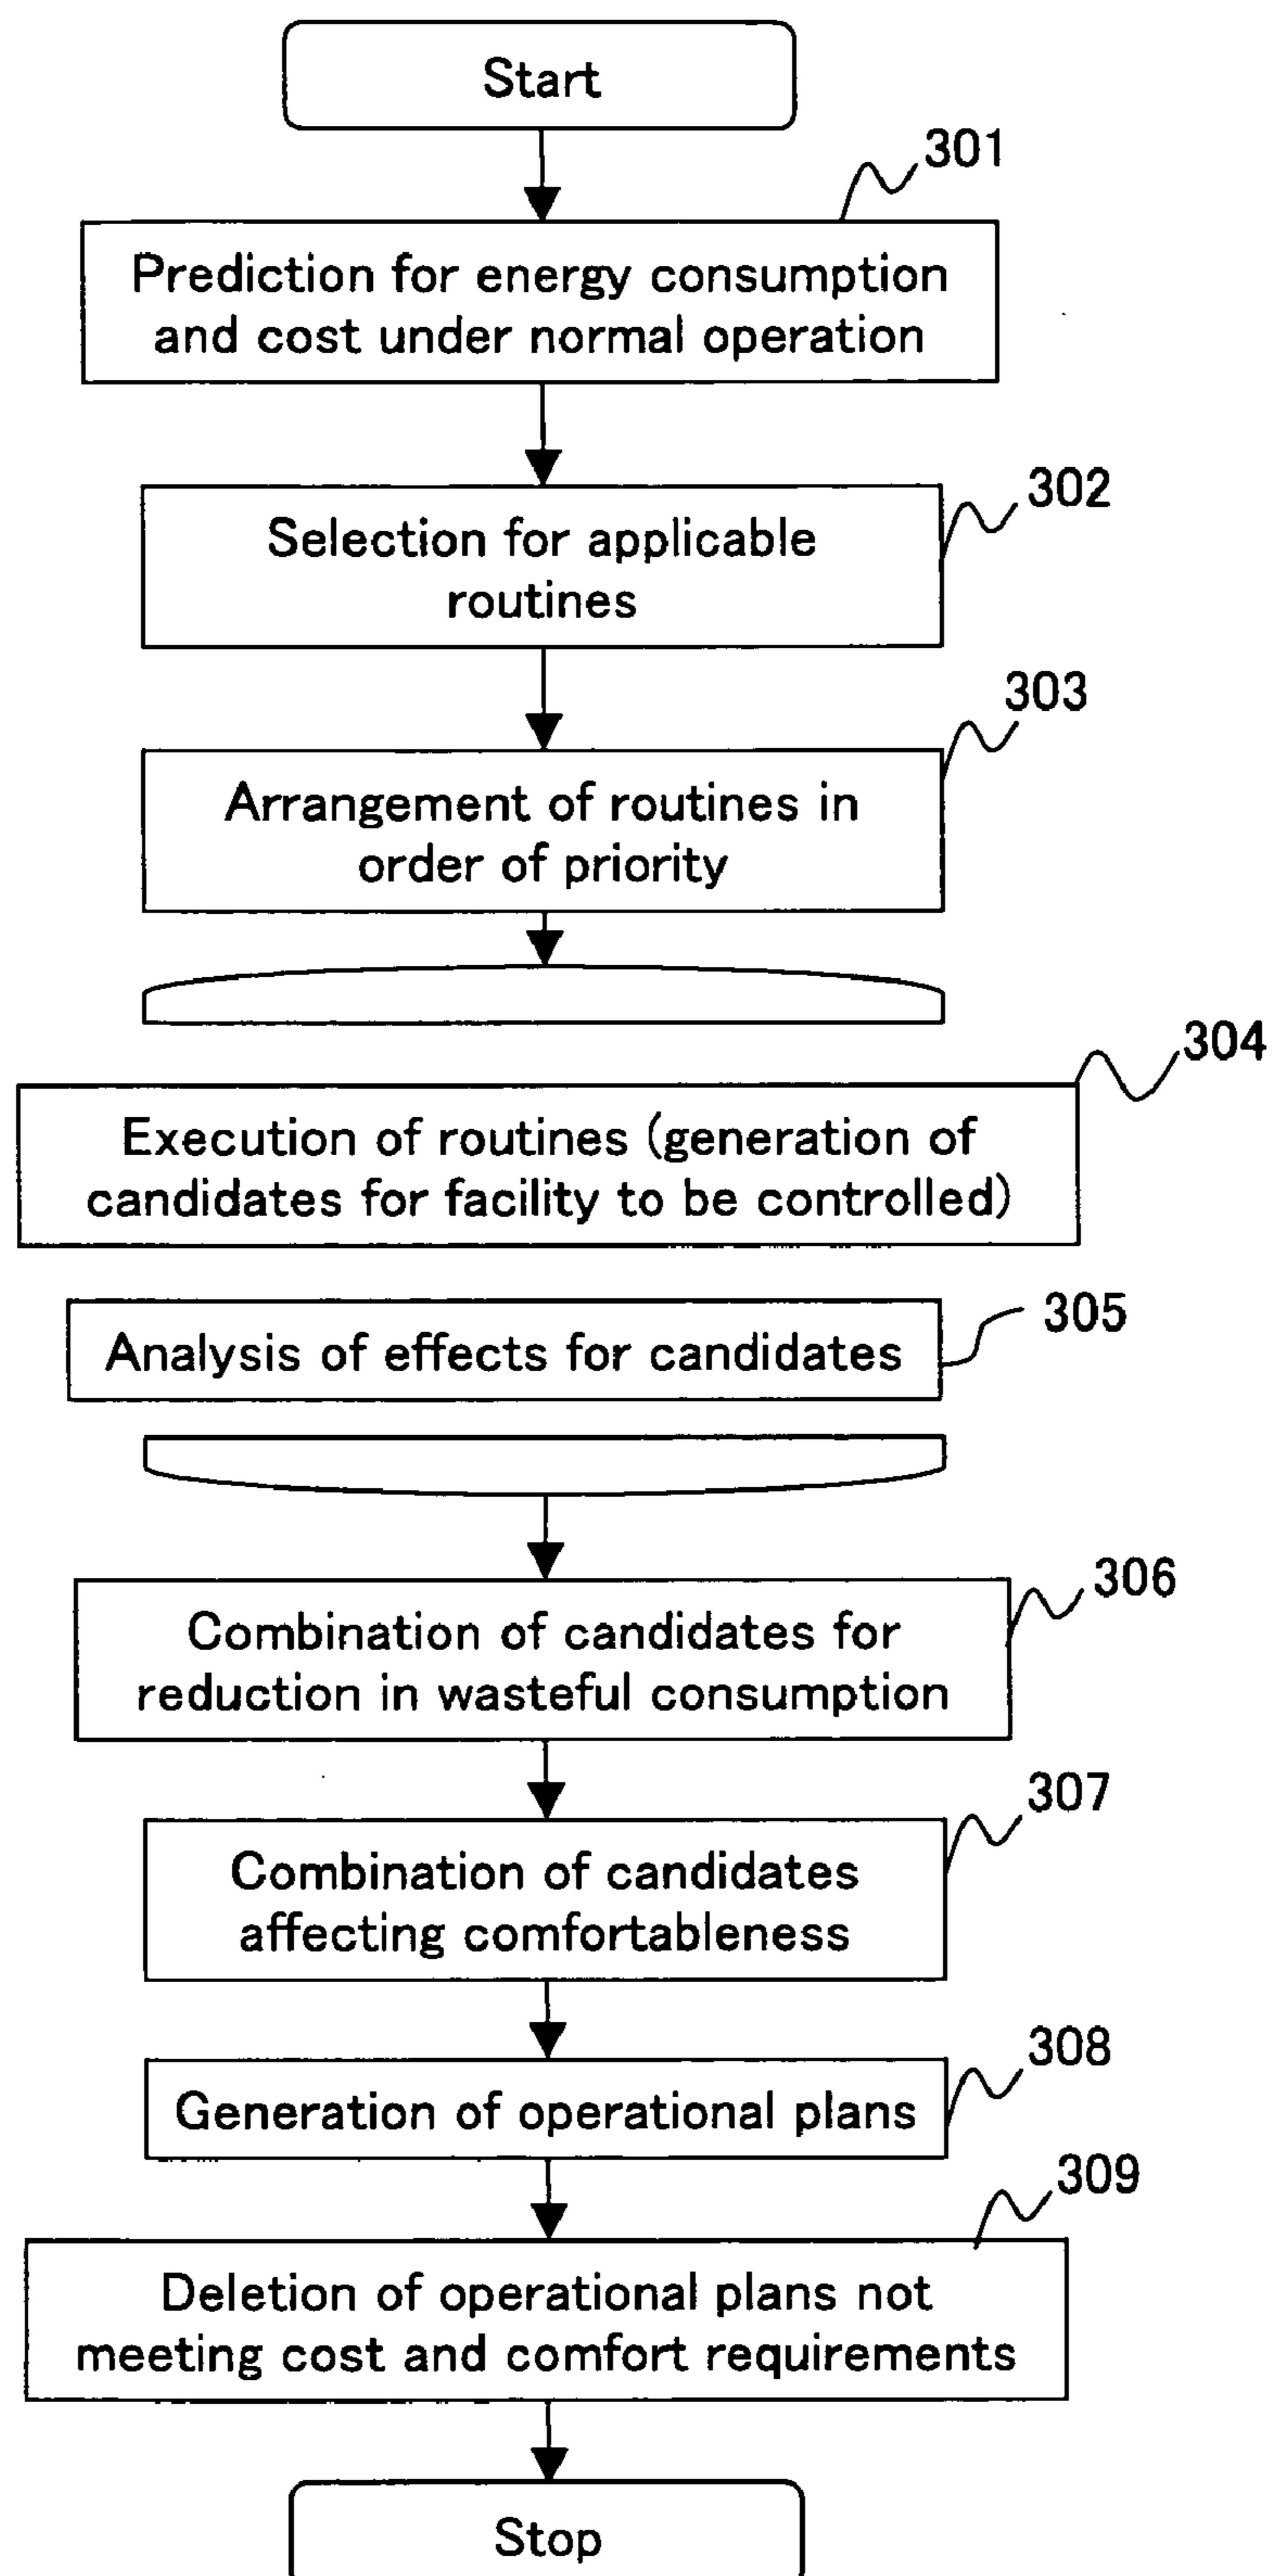 Start
301
Prediction for energy consumption
and cost under normal operation
302
Selection for applicable
routines
303
Arrangement of routines in
order of priority
304
Execution of routines (generation of
candidates for facility to be controlled)
305
Analysis of effects for candidates
306
Combination of candidates for
reduction in wasteful consumption
307
Combination of candidates
affecting comfortableness
308
Generation of operational plans
309
Deletion of operational plans not
meeting cost and comfort requirements
Stop